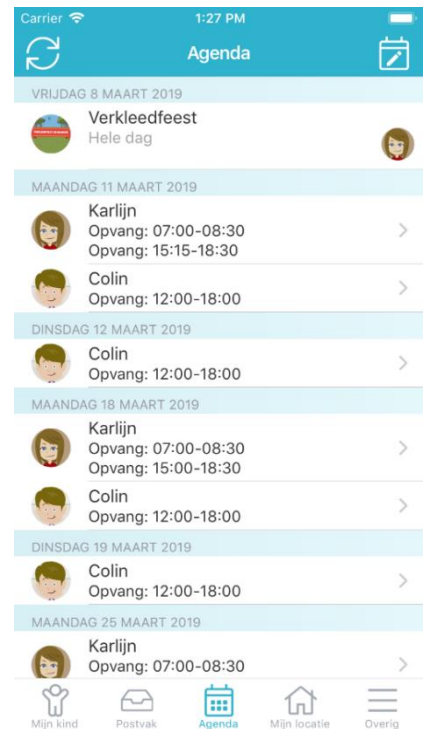 Carrier 1:27 PM
Agenda
VRIJDAG 8 MAART 2019
Verkleedfeest
Hele dag
MAANDAG 11 MAART 2019
Karlijn
Opvang: 07:00-08:30
Opvang: 15:15-18:30
Colin
Opvang: 12:00-18:00
DINSDAG 12 MAART 2019
Colin
Opvang: 12:00-18:00
MAANDAG 18 MAART 2019
Karlijn
Opvang: 07:00-08:30
Opvang: 15:00-18:30
Colin
Opvang: 12:00-18:00
DINSDAG 19 MAART 2019
Colin
Opvang: 12:00-18:00
MAANDAG 25 MAART 2019
Karlijn
Opvang: 07:00-08:30
Mijn kind Postvak Agenda Mijn locatie Overig